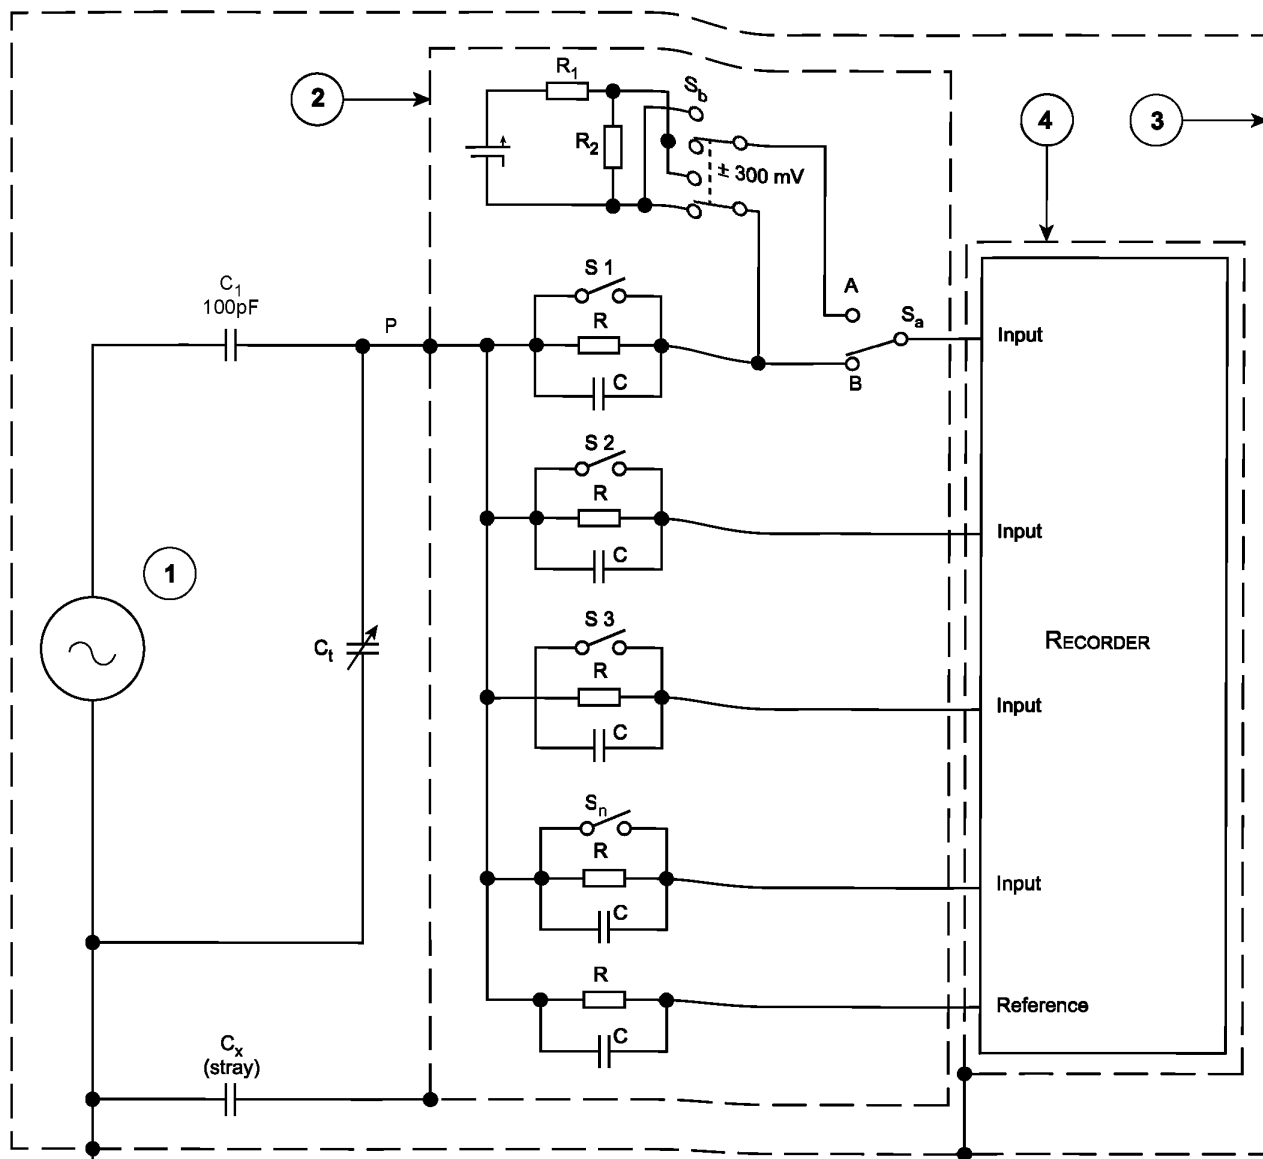 R1
Sb
2
4
3
R2
± 300 mV
S 1
C1
100pF
A
Sa
P
R
Input
C
B
S 2
R
Input
C
1
S 3
Ct
R
RECORDER
Input
C
Sn
R
Input
C
R
Reference
C
Cx
(stray)